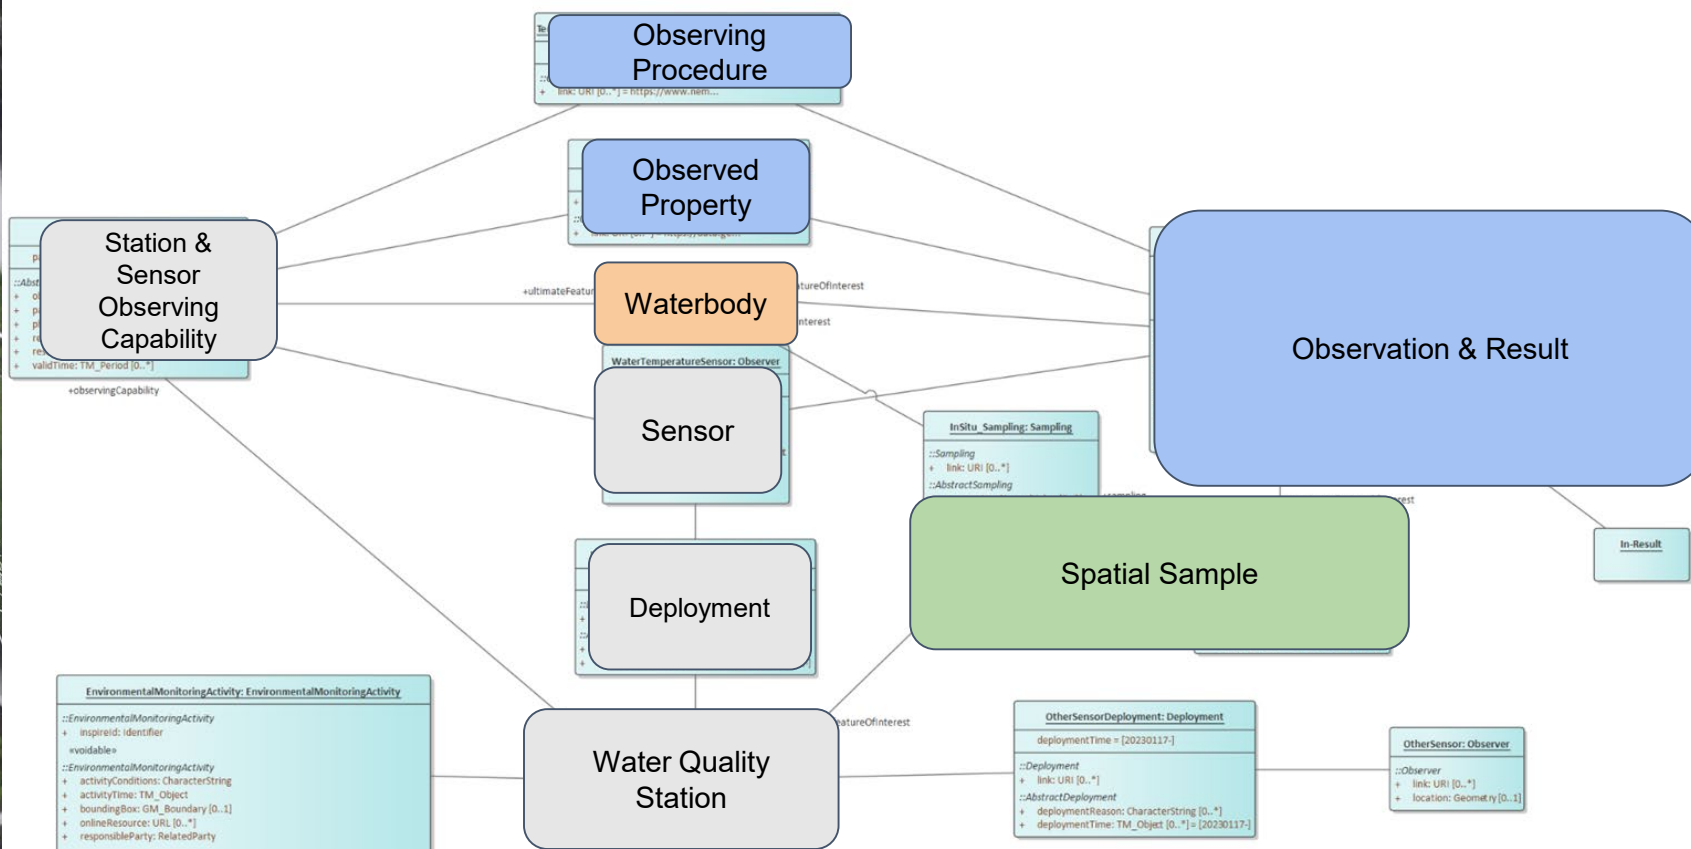 Observing
Procedure
+ link: URI [0..*] = https://www.nem...
Observed
Property
Station &
Sensor
Observing
Capability
::Abst
validTime: TM_Period [0..*]
+observingCapability
+ultimateFeatur
Waterbody
tureOfInterest
nterest
WaterTemperatureSensor: Observer
Sensor
Observation & Result
InSitu_Sampling: Sampling
::Sampling
+ link: URI [0..*]
::AbstractSampling
Spatial Sample
rest
In-Result
Deployment
EnvironmentalMonitoringActivity: EnvironmentalMonitoringActivity
::EnvironmentalMonitoringActivity
+ inspireId: Identifier
«voidable»
::EnvironmentalMonitoringActivity
+ activityConditions: CharacterString
+ activityTime: TM_Object
+ boundingBox: GM_Boundary [0..1]
+ onlineResource: URL [0..*]
+ responsibleParty: RelatedParty
Water Quality
Station
eatureOfInterest
OtherSensorDeployment: Deployment
deploymentTime = [20230117-]
::Deployment
+ link: URI [0..*]
::AbstractDeployment
+ deploymentReason: CharacterString [0..*]
+ deploymentTime: TM_Object [0..*] = [20230117-]
OtherSensor: Observer
::Observer
+ link: URI [0..*]
+ location: Geometry [0..1]